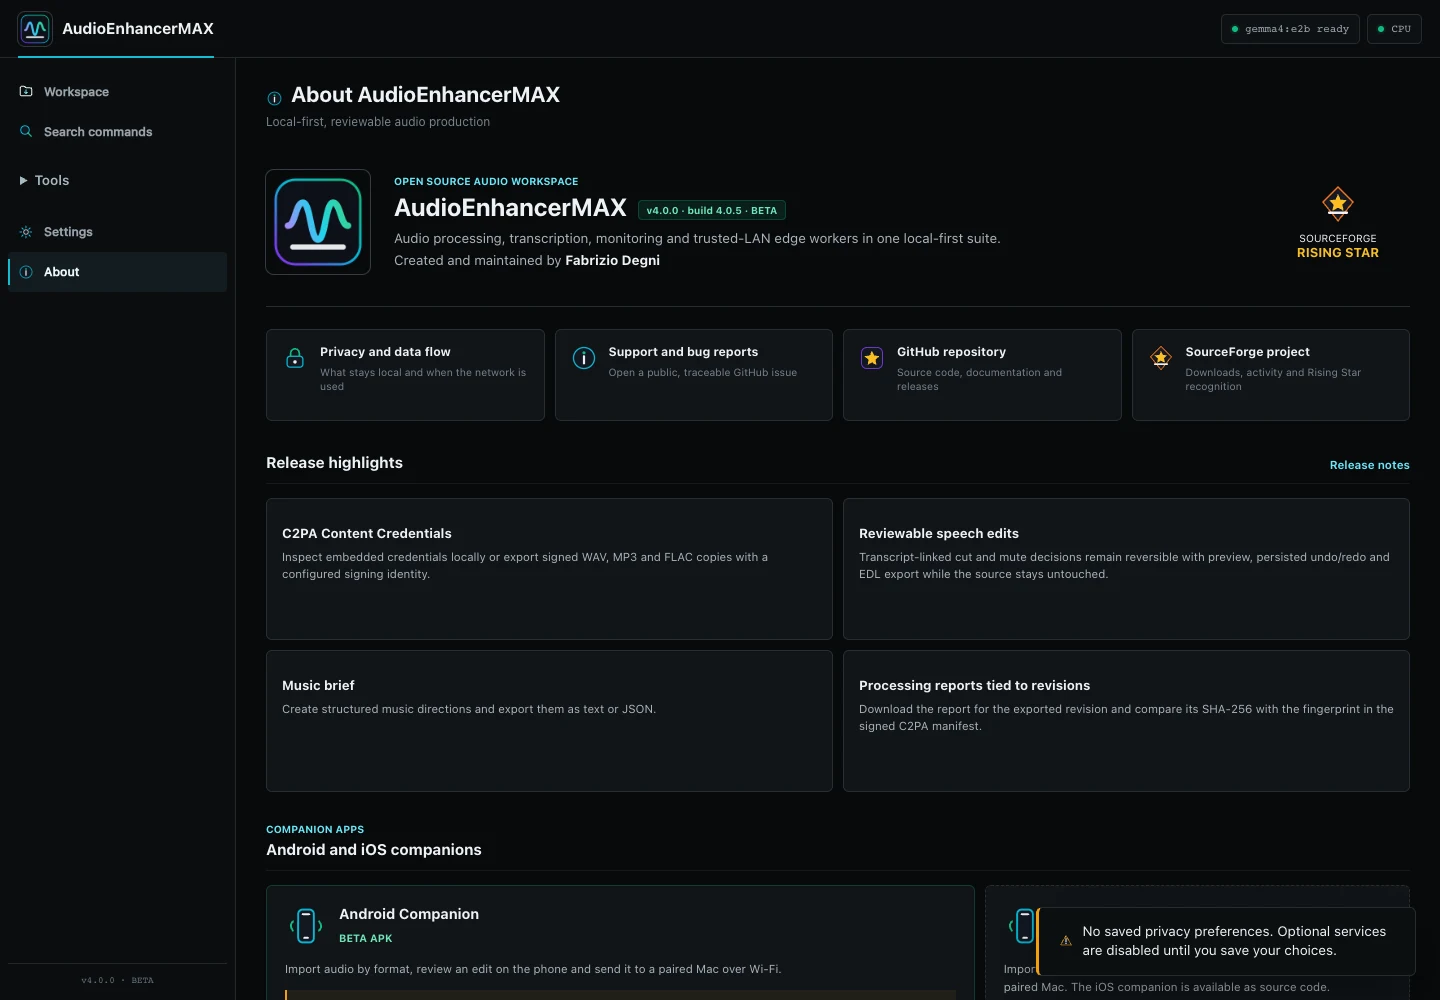 AudioEnhancerMAX
gemma4:e2b ready
CPU
Workspace
Search commands
Tools
Settings
About
v4.0.0 · BETA
About AudioEnhancerMAX
Local-first, reviewable audio production
OPEN SOURCE AUDIO WORKSPACE
AudioEnhancerMAX
v4.0.0 · build 4.0.5 · BETA
Audio processing, transcription, monitoring and trusted-LAN edge workers in one local-first suite.
Created and maintained by Fabrizio Degni
SOURCEFORGE
RISING STAR
Privacy and data flow
What stays local and when the network is
used
Support and bug reports
Open a public, traceable GitHub issue
GitHub repository
Source code, documentation and
releases
SourceForge project
Downloads, activity and Rising Star
recognition
Release highlights
Release notes
C2PA Content Credentials
Inspect embedded credentials locally or export signed WAV, MP3 and FLAC copies with a
configured signing identity.
Reviewable speech edits
Transcript-linked cut and mute decisions remain reversible with preview, persisted undo/redo and
EDL export while the source stays untouched.
Music brief
Create structured music directions and export them as text or JSON.
Processing reports tied to revisions
Download the report for the exported revision and compare its SHA-256 with the fingerprint in the
signed C2PA manifest.
COMPANION APPS
Android and iOS companions
Android Companion
BETA APK
Import audio by format, review an edit on the phone and send it to a paired Mac over Wi-Fi.
No saved privacy preferences. Optional services
are disabled until you save your choices.
paired Mac. The iOS companion is available as source code.